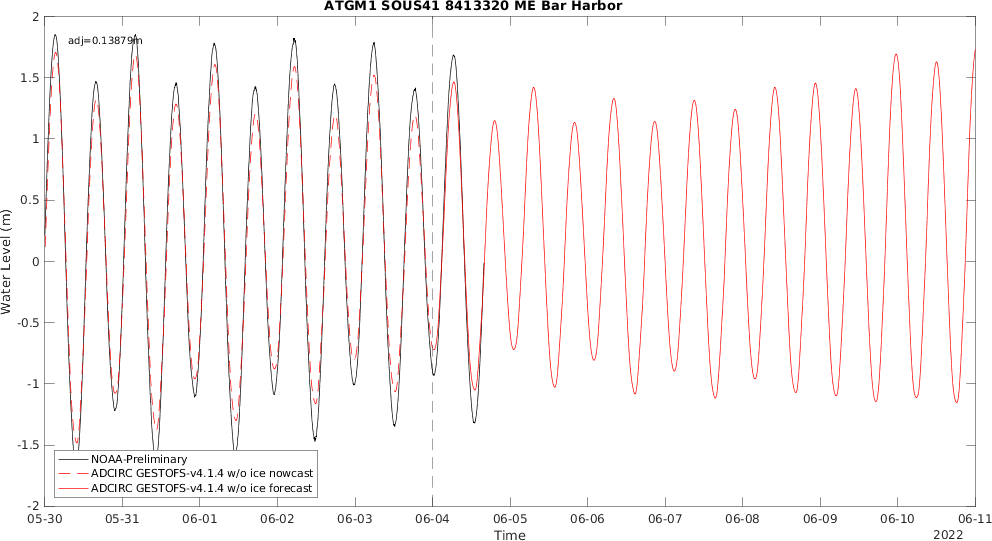 ATGM1 SOUS41 8413320 ME Bar Harbor
adj=0.13879m
2
1.5
1
0.5
0
-0.5
-1
-1.5
-2
Water Level (m)
NOAA-Preliminary
ADCIRC GESTOFS-v4.1.4 w/o ice nowcast
ADCIRC GESTOFS-v4.1.4 w/o ice forecast
05-30 05-31 06-01 06-02 06-03 06-04 06-05 06-06 06-07 06-08 06-09 06-10 06-11
Time
2022